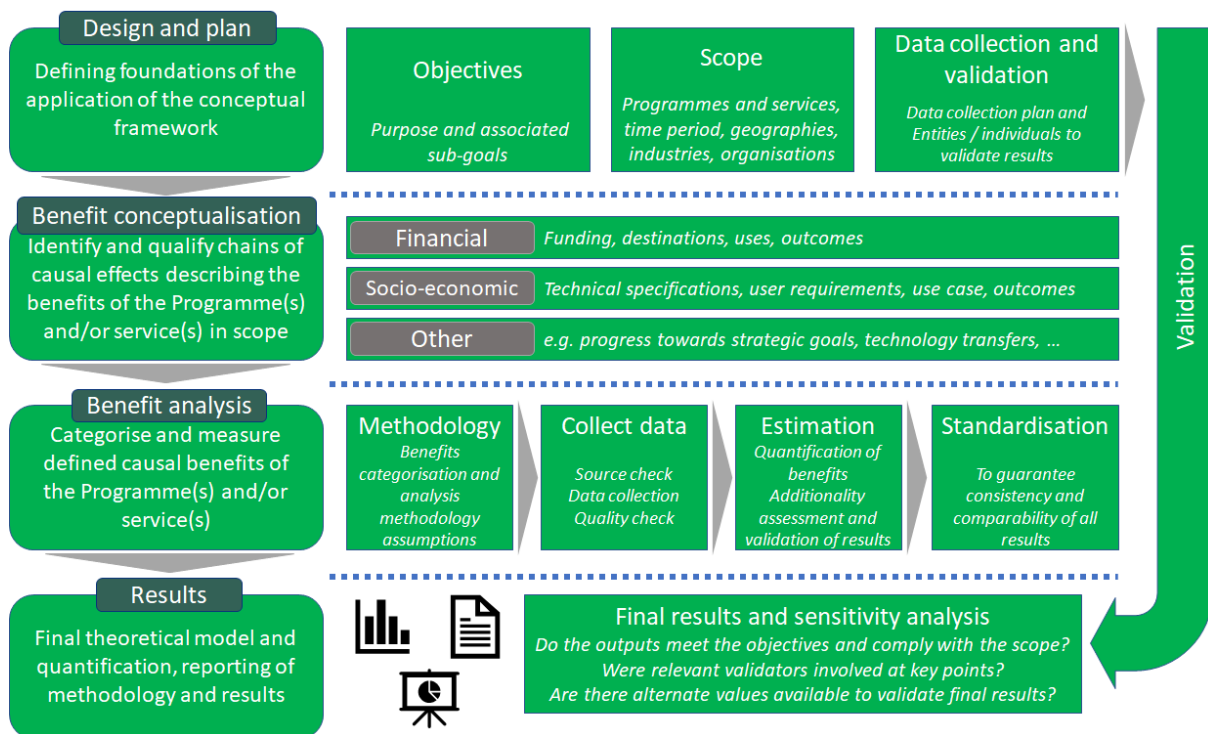 Design and plan
Defining foundations of the
application of the conceptual
framework
Objectives
Purpose and associated
sub-goals
Scope
Programmes and services,
time period, geographies,
industries, organisations
Data collection and
validation
Data collection plan and
Entities / individuals to
validate results
Validation
Benefit conceptualisation
Identify and qualify chains of
causal effects describing the
benefits of the Programme(s)
and/or service(s) in scope
Financial
Funding, destinations, uses, outcomes
Socio-economic
Technical specifications, user requirements, use case, outcomes
Other
e.g. progress towards strategic goals, technology transfers, ...
Benefit analysis
Categorise and measure
defined causal benefits of
the Programme(s) and/or
service(s)
Methodology
Benefits
categorisation and
analysis
methodology
assumptions
Collect data
Source check
Data collection
Quality check
Estimation
Quantification of
benefits
Additionality
assessment and
validation of results
Standardisation
To guarantee
consistency and
comparability of all
results
Results
Final theoretical model and
quantification, reporting of
methodology and results
Final results and sensitivity analysis
Do the outputs meet the objectives and comply with the scope?
Were relevant validators involved at key points?
Are there alternate values available to validate final results?